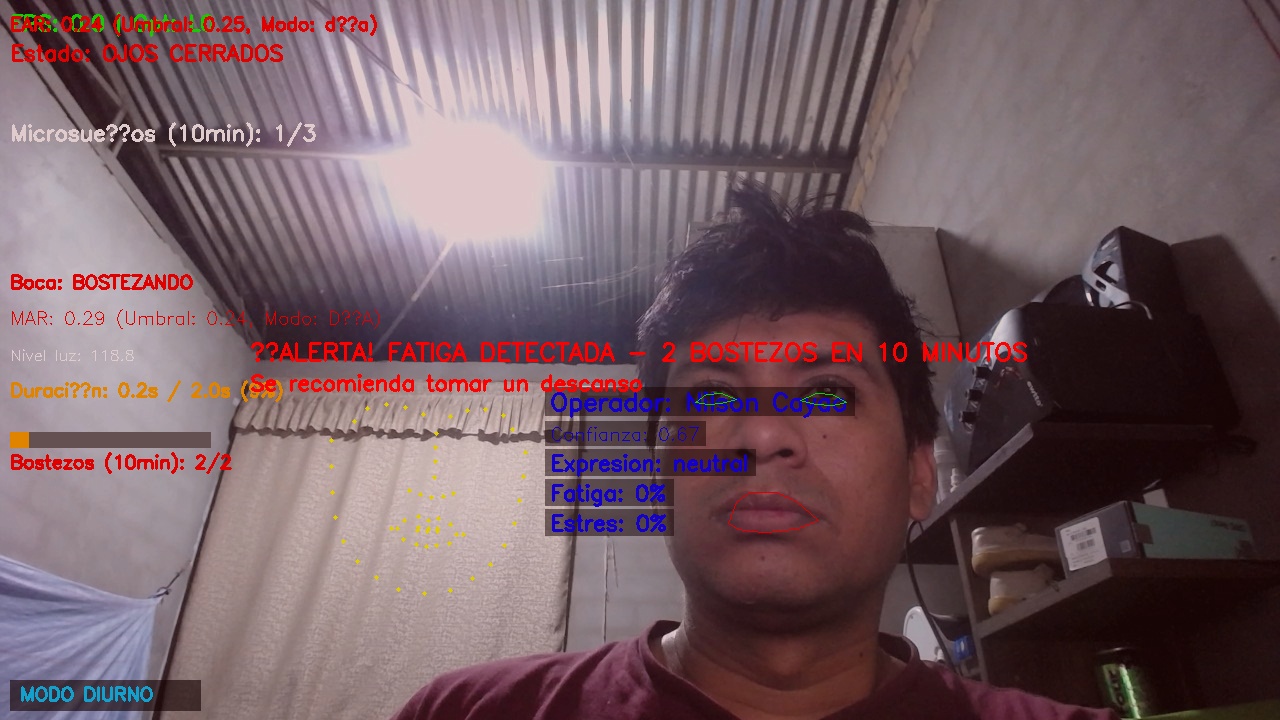 EAR: 0.24 (Umbral: 0.25, Modo: d??a)
Estado: OJOS CERRADOS
Microsue??os (10min): 1/3
Boca: BOSTEZANDO
MAR: 0.29 (Umbral: 0.24, Modo: D??A)
??ALERTA! FATIGA DETECTADA - 2 BOSTEZOS EN 10 MINUTOS
Nivel luz: 118.8
Se recomienda tomar un descanso
Duraci??n: 0.2s / 2.0s
Operador: Nilson Cayao
Confianza: 0.67
Bostezos (10min): 2/2
Expresion: neutral
Fatiga: 0%
Estres: 0%
MODO DIURNO